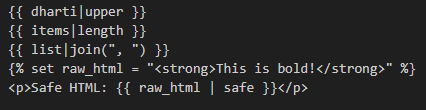 {{ dharti|upper }}
{{ items|length }}
{{ list|join(", ") }}
{% set raw_html = "<strong>This is bold!</strong>" %}
<p>Safe HTML: {{ raw_html | safe }}</p>